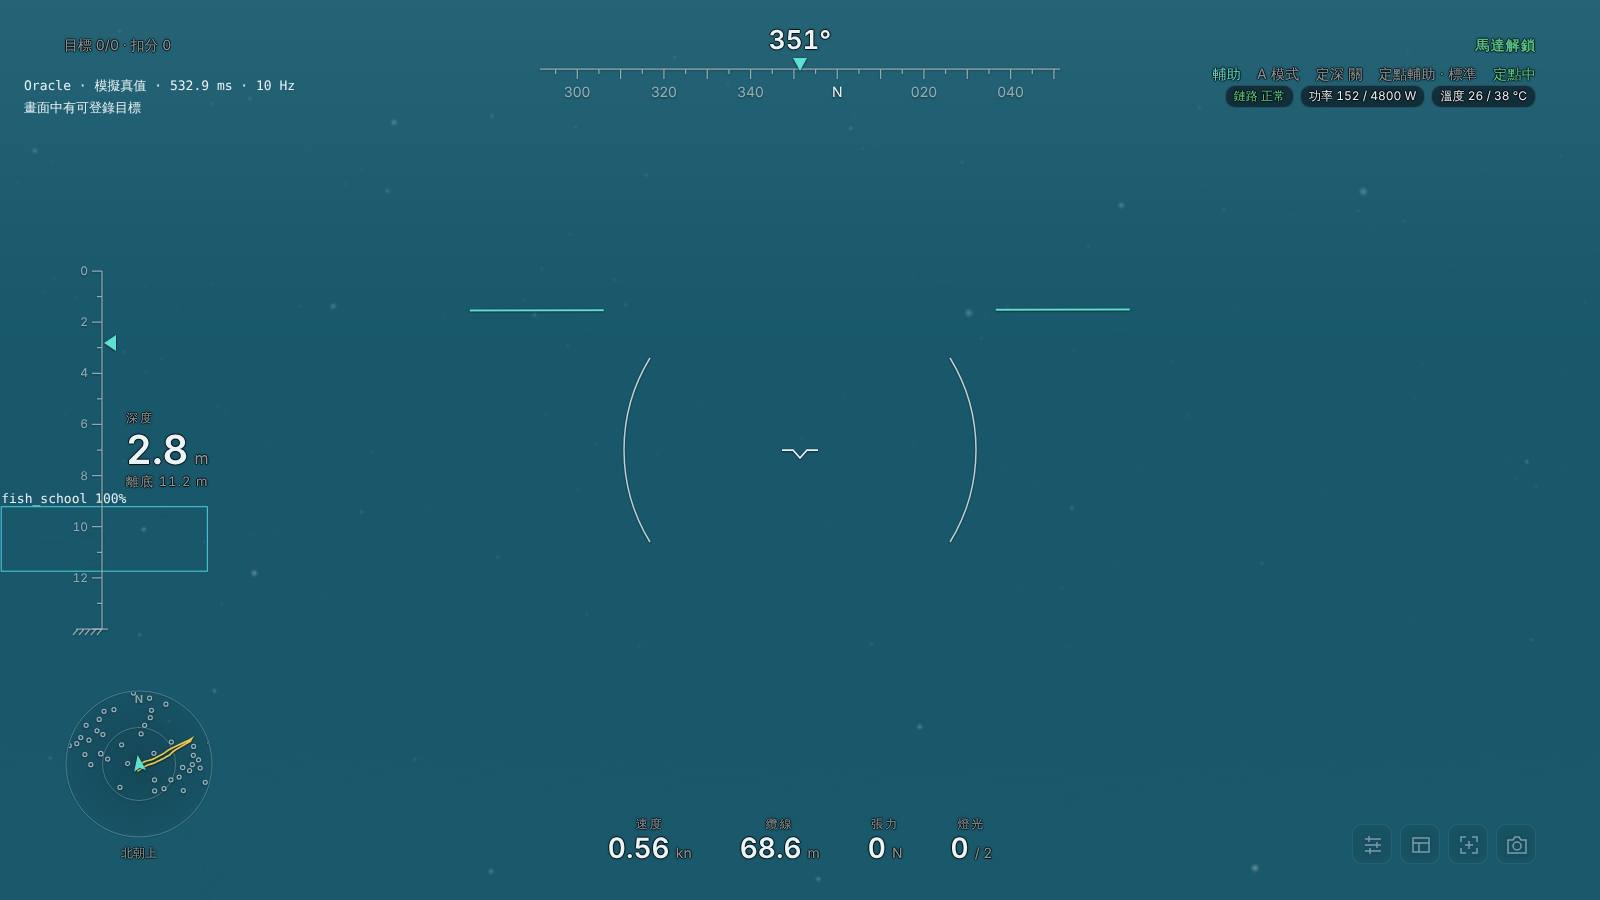 目標 0/0 · 扣分 0
Oracle · 模擬真值 · 532.9 ms · 10 Hz
畫面中有可登錄目標
351°
300 320 340 N 020 040
馬達解鎖
輔助 A 模式 定深 關 定點輔助 · 標準 定點中
鏈路 正常 功率 152 / 4800 W 溫度 26 / 38 °C
0
2
4
6
8
10
12
深度
2.8 m
離底 11.2 m
fish_school 100%
N
北朝上
速度 纜線 張力 燈光
0.56 kn 68.6 m 0 N 0 / 2